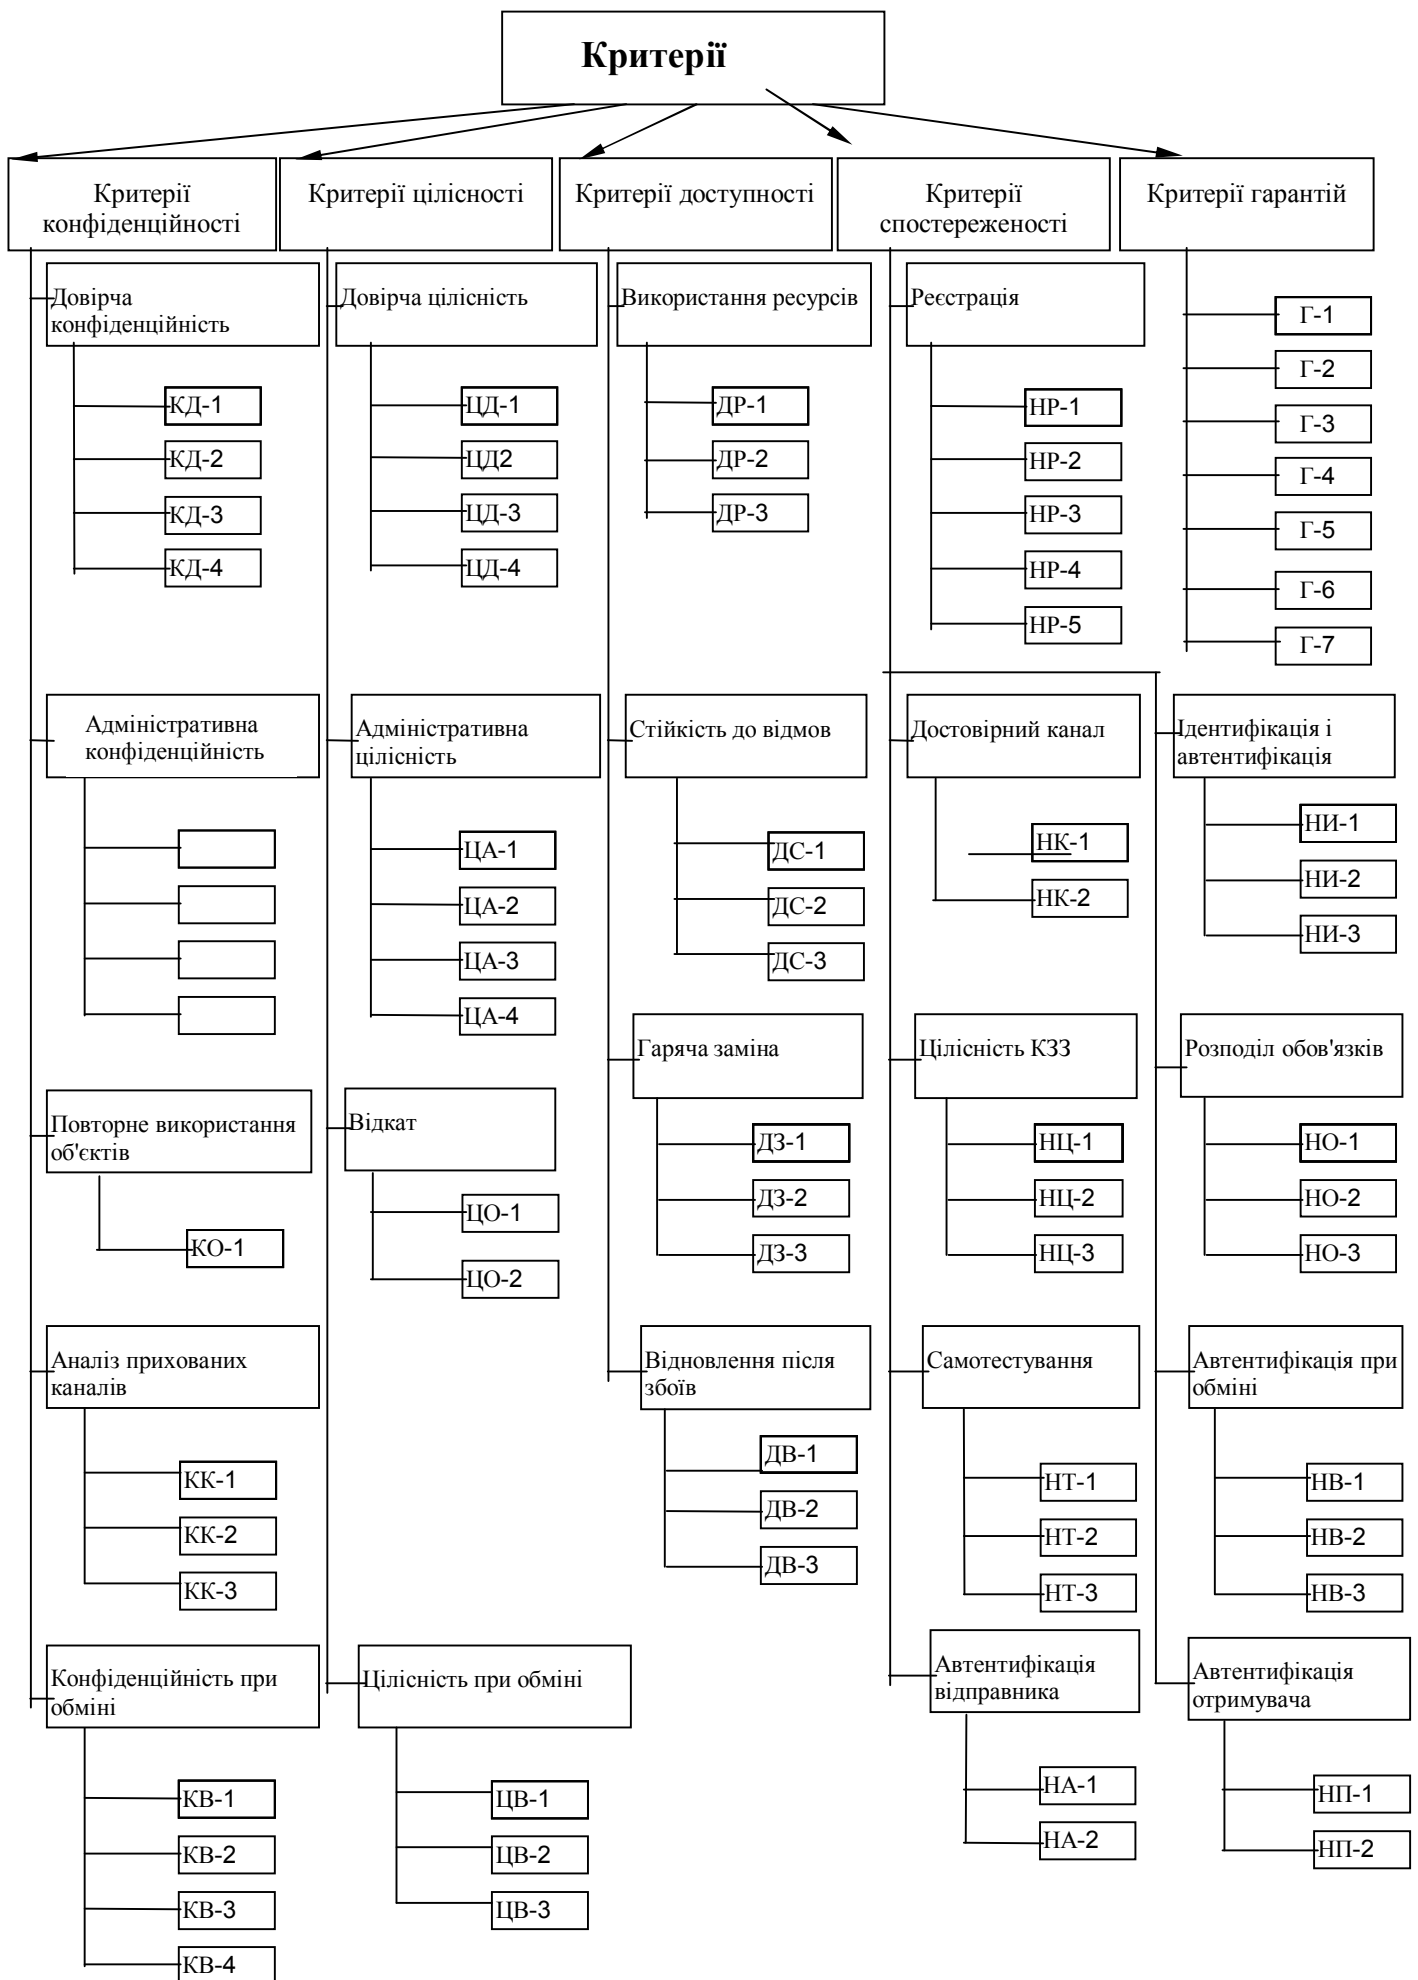 Критерії
Критерії
конфіденційності
Критерії цілісності
Критерії доступності
Критерії
спостереженості
Критерії гарантій
Довірча
конфіденційність
КД-1
КД-2
КД-3
КД-4
Адміністративна
конфіденційність
Повторне використання
об'єктів
КО-1
Аналіз прихованих
каналів
КК-1
КК-2
КК-3
Конфіденційність при
обміні
КВ-1
КВ-2
КВ-3
КВ-4
Довірча цілісність
ЦД-1
ЦД2
ЦД-3
ЦД-4
Адміністративна
цілісність
ЦА-1
ЦА-2
ЦА-3
ЦА-4
Відкат
ЦО-1
ЦО-2
Цілісність при обміні
ЦВ-1
ЦВ-2
ЦВ-3
Використання ресурсів
ДР-1
ДР-2
ДР-3
Стійкість до відмов
ДС-1
ДС-2
ДС-3
Гаряча заміна
ДЗ-1
ДЗ-2
ДЗ-3
Відновлення після
збоїв
ДВ-1
ДВ-2
ДВ-3
Реєстрація
НР-1
НР-2
НР-3
НР-4
НР-5
Достовірний канал
НК-1
НК-2
Цілісність КЗЗ
НЦ-1
НЦ-2
НЦ-3
Самотестування
НТ-1
НТ-2
НТ-3
Автентифікація
відправника
НА-1
НА-2
Ідентифікація і
автентифікація
НИ-1
НИ-2
НИ-3
Розподіл обов'язків
НО-1
НО-2
НО-3
Автентифікація при
обміні
НВ-1
НВ-2
НВ-3
Автентифікація
отримувача
НП-1
НП-2
Г-1
Г-2
Г-3
Г-4
Г-5
Г-6
Г-7